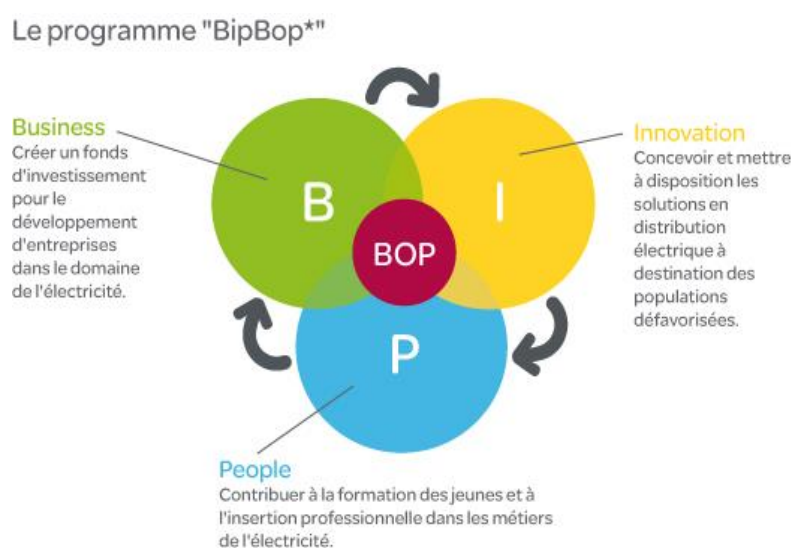 Le programme "BipBop*"
Business
Créer un fonds
d'investissement
pour le
développement
d'entreprises
dans le domaine
de l'électricité.
B
I
BOP
P
Innovation
Concevoir et mettre
à disposition les
solutions en
distribution
électrique à
destination des
populations
défavorisées.
People
Contribuer à la formation des jeunes et à
l'insertion professionnelle dans les métiers
de l'électricité.